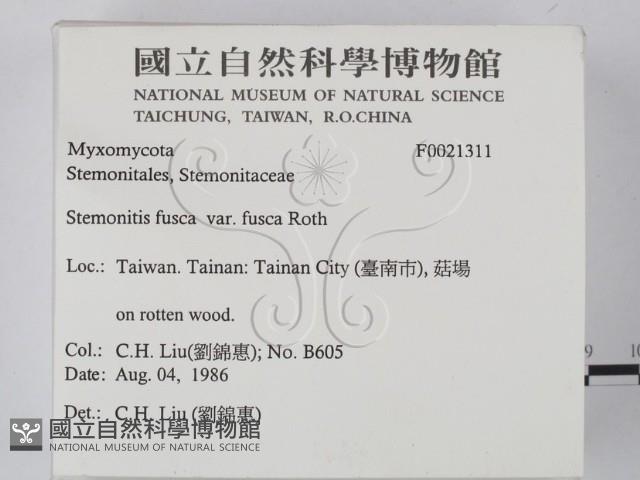 國立自然科學博物館
NATIONAL MUSEUM OF NATURAL SCIENCE
TAICHUNG, TAIWAN, R.O.CHINA
Myxomycota F0021311
Stemonitales, Stemonitaceae
Stemonitis fusca var. fusca Roth
Loc.: Taiwan. Tainan: Tainan City (臺南市), 菇場
on rotten wood.
Col.: C.H. Liu(劉錦惠); No. B605
Date: Aug. 04, 1986
Det.: C.H. Liu (劉錦惠)
國立自然科學博物館
NATIONAL MUSEUM OF NATURAL SCIENCE
9 10